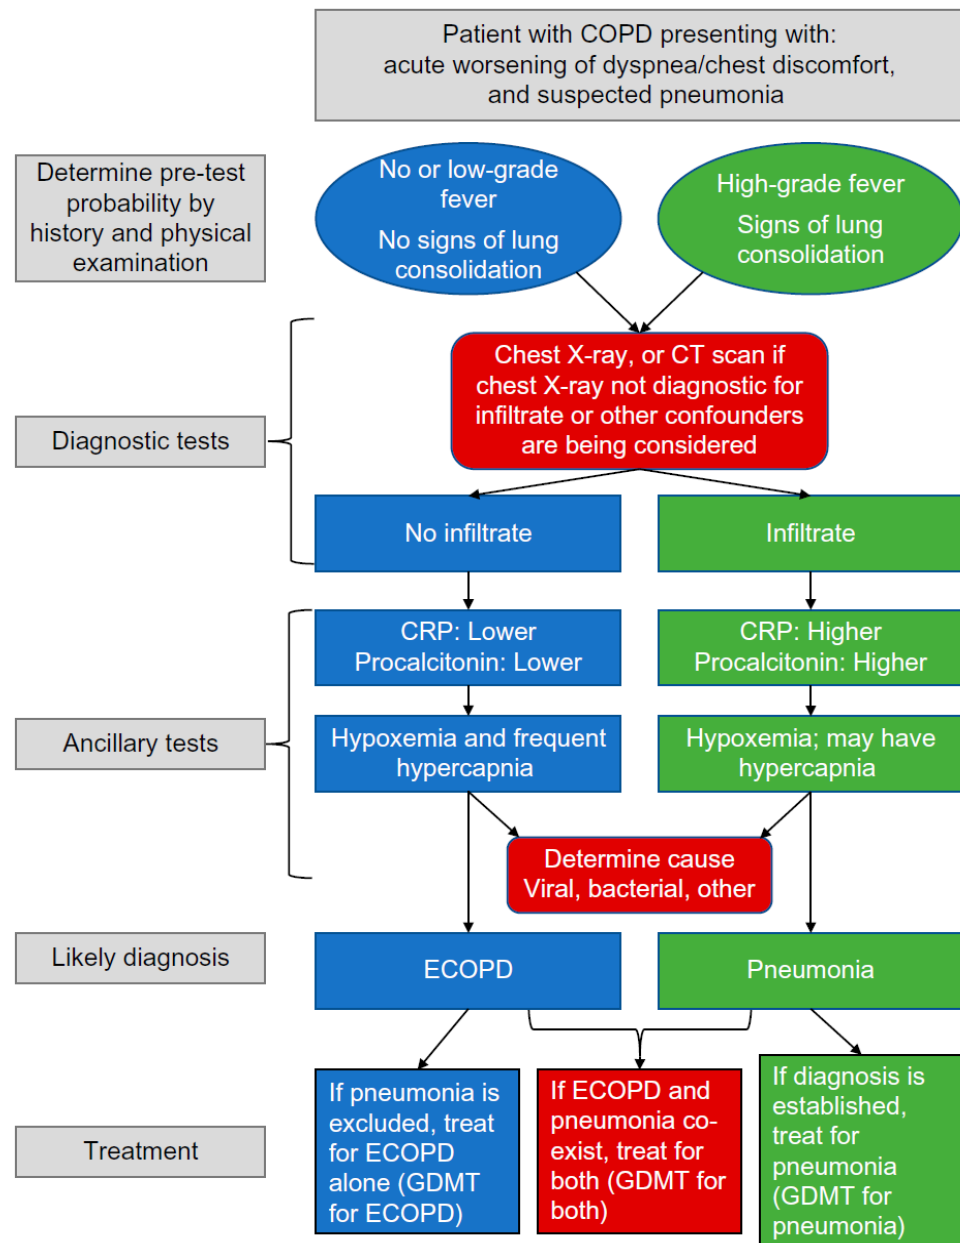 Patient with COPD presenting with:
acute worsening of dyspnea/chest discomfort,
and suspected pneumonia
Determine pre-test
probability by
history and physical
examination
No or low-grade
fever
No signs of lung
consolidation
High-grade fever
Signs of lung
consolidation
Diagnostic tests
Chest X-ray, or CT scan if
chest X-ray not diagnostic for
infiltrate or other confounders
are being considered
No infiltrate
Infiltrate
Ancillary tests
CRP: Lower
Procalcitonin: Lower
CRP: Higher
Procalcitonin: Higher
Hypoxemia and frequent
hypercapnia
Hypoxemia; may have
hypercapnia
Determine cause
Viral, bacterial, other
Likely diagnosis
ECOPD
Pneumonia
Treatment
If pneumonia is
excluded, treat
for ECOPD
alone (GDMT
for ECOPD)
If ECOPD and
pneumonia co-
exist, treat for
both (GDMT for
both)
If diagnosis is
established,
treat for
pneumonia
(GDMT for
pneumonia)